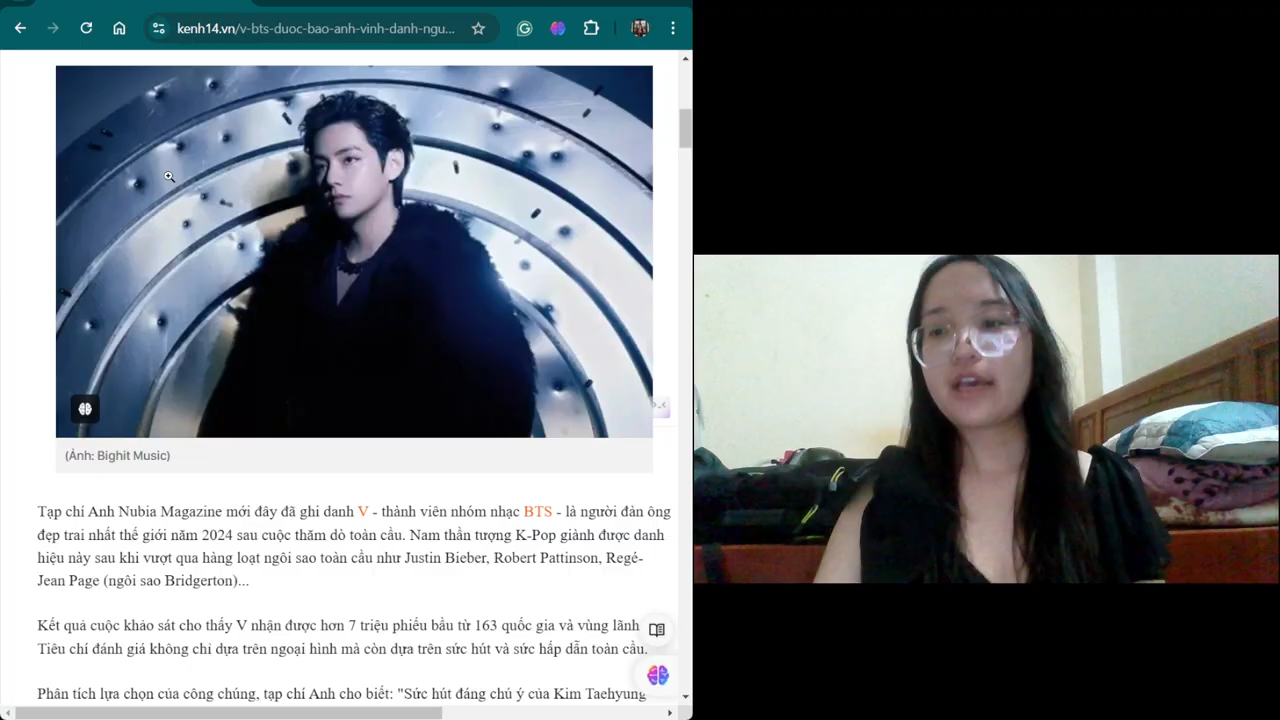 kenh14.vn/v-bts-duoc-bao-anh-vinh-danh-ngu...
(Ảnh: Bighit Music)
Tạp chí Anh Nubia Magazine mới đây đã ghi danh V - thành viên nhóm nhạc BTS - là người đàn ông
đẹp trai nhất thế giới năm 2024 sau cuộc thăm dò toàn cầu. Nam thần tượng K-Pop giành được danh
hiệu này sau khi vượt qua hàng loạt ngôi sao toàn cầu như Justin Bieber, Robert Pattinson, Regé-
Jean Page (ngôi sao Bridgerton)...
Kết quả cuộc khảo sát cho thấy V nhận được hơn 7 triệu phiếu bầu từ 163 quốc gia và vùng lãnh
Tiêu chí đánh giá không chỉ dựa trên ngoại hình mà còn dựa trên sức hút và sức hấp dẫn toàn cầu.
Phân tích lựa chọn của công chúng, tạp chí Anh cho biết: "Sức hút đáng chú ý của Kim Taehyung